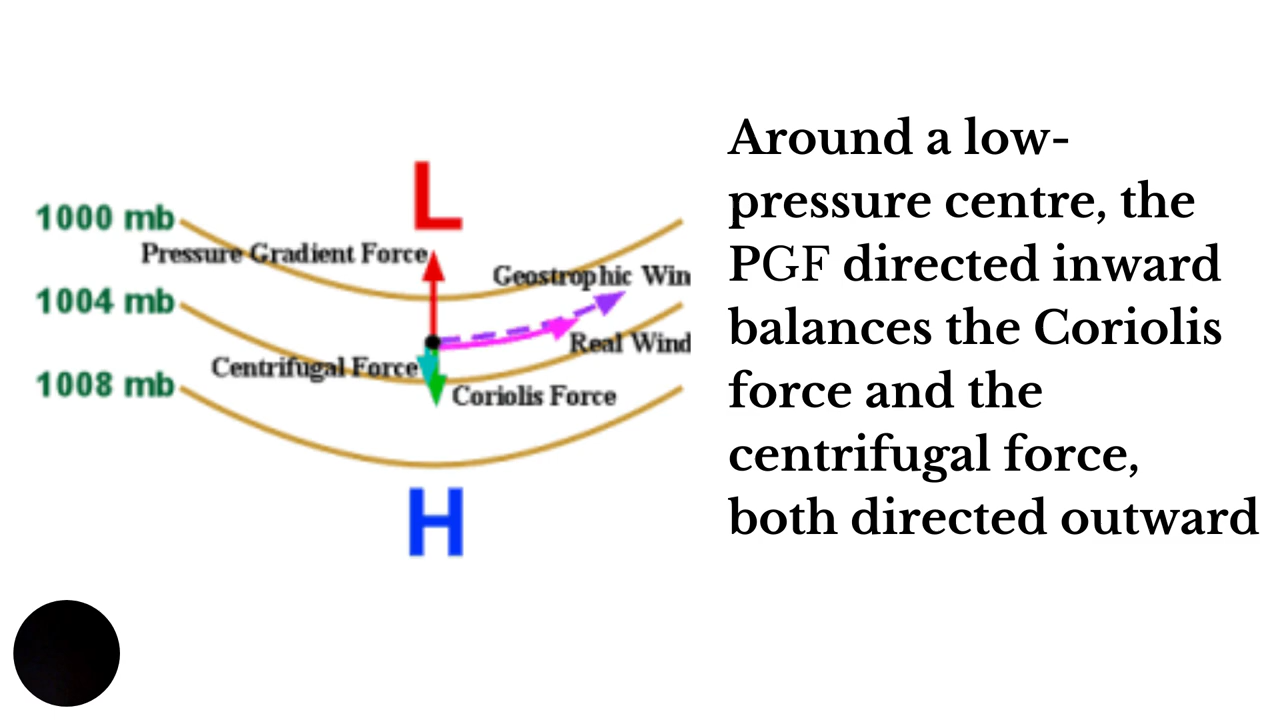 L
1000 mb
Pressure Gradient Force
Geostrophic Win
1004 mb
Real Wind
Centrifugal Force
1008 mb
Coriolis Force
H
Around a low-
pressure centre, the
PGF directed inward
balances the Coriolis
force and the
centrifugal force,
both directed outward